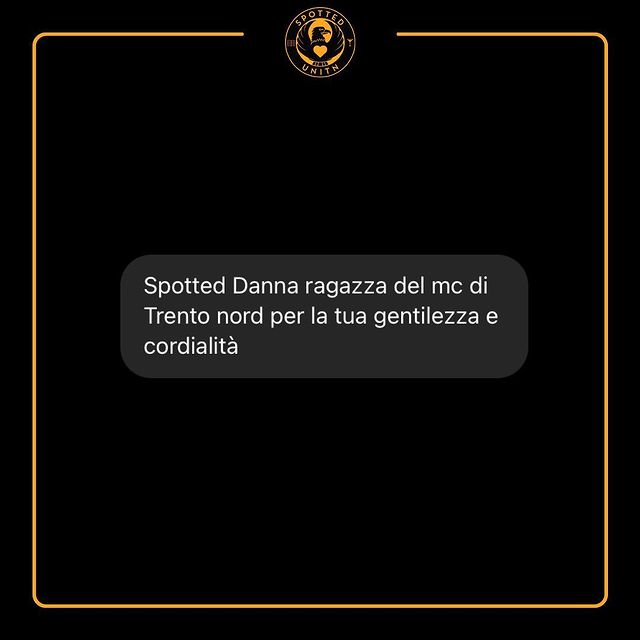 SPOTTED
UNITN
Spotted Danna ragazza del mc di
Trento nord per la tua gentilezza e
cordialità